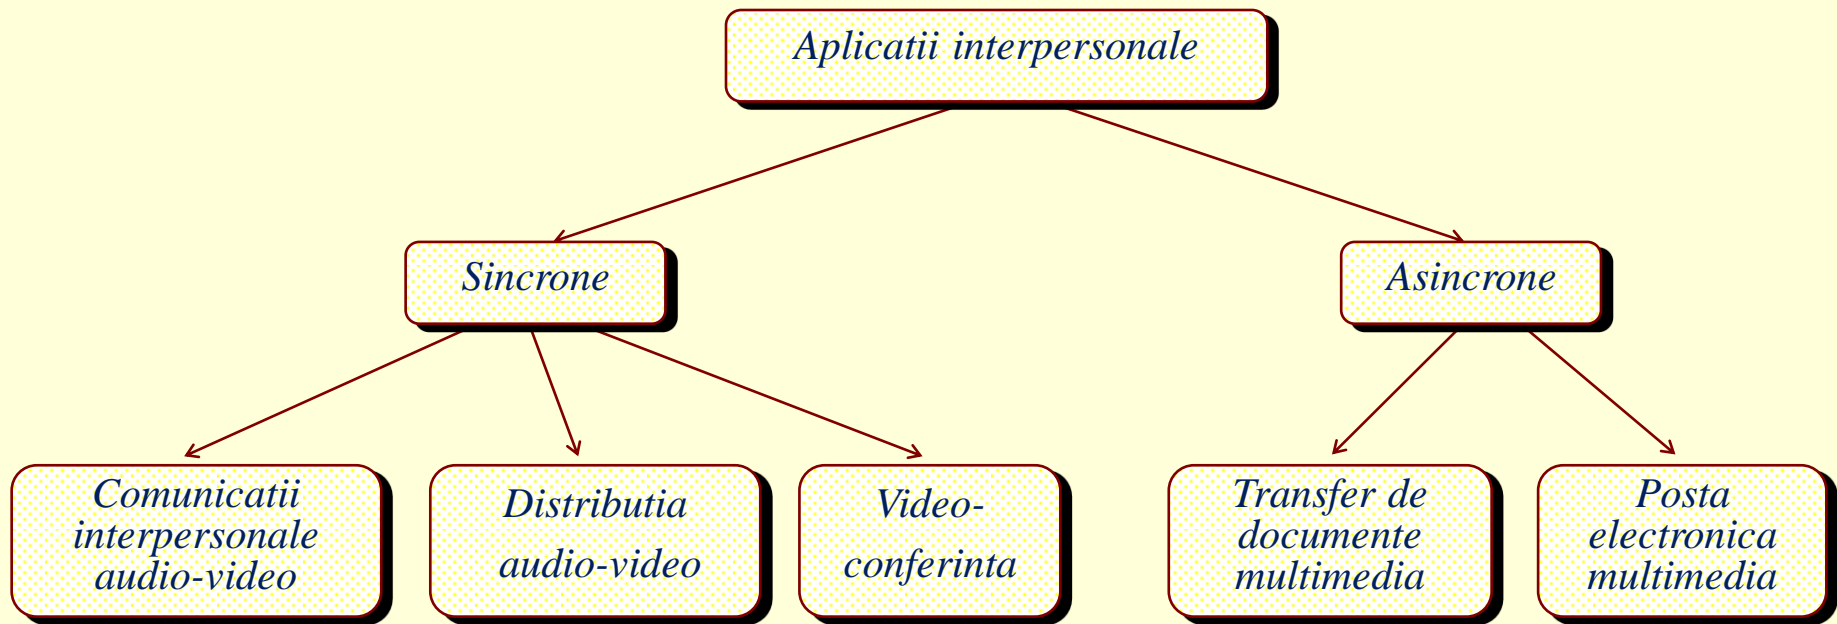 Aplicatii interpersonale
Sincrone
Asincrone
Comunicatii
interpersonale
audio-video
Distributia
audio-video
Video-
conferinta
Transfer de
documente
multimedia
Posta
electronica
multimedia